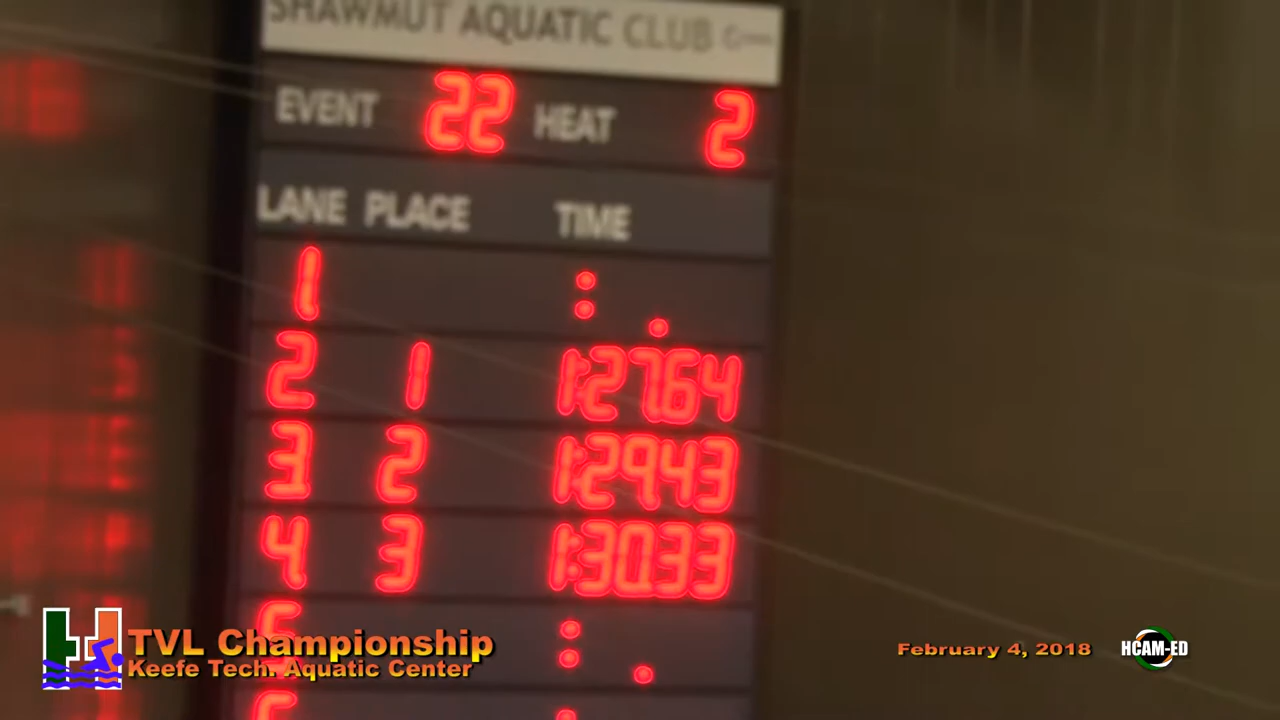 SHAWMUT AQUATIC CLUB
EVENT 22 HEAT 2
LANE PLACE TIME
1 : .
2 1 1:27.64
3 2 1:29.43
4 3 1:30.33
: .
TVL Championship
Keefe Tech. Aquatic Center
February 4, 2018
HCAM-ED